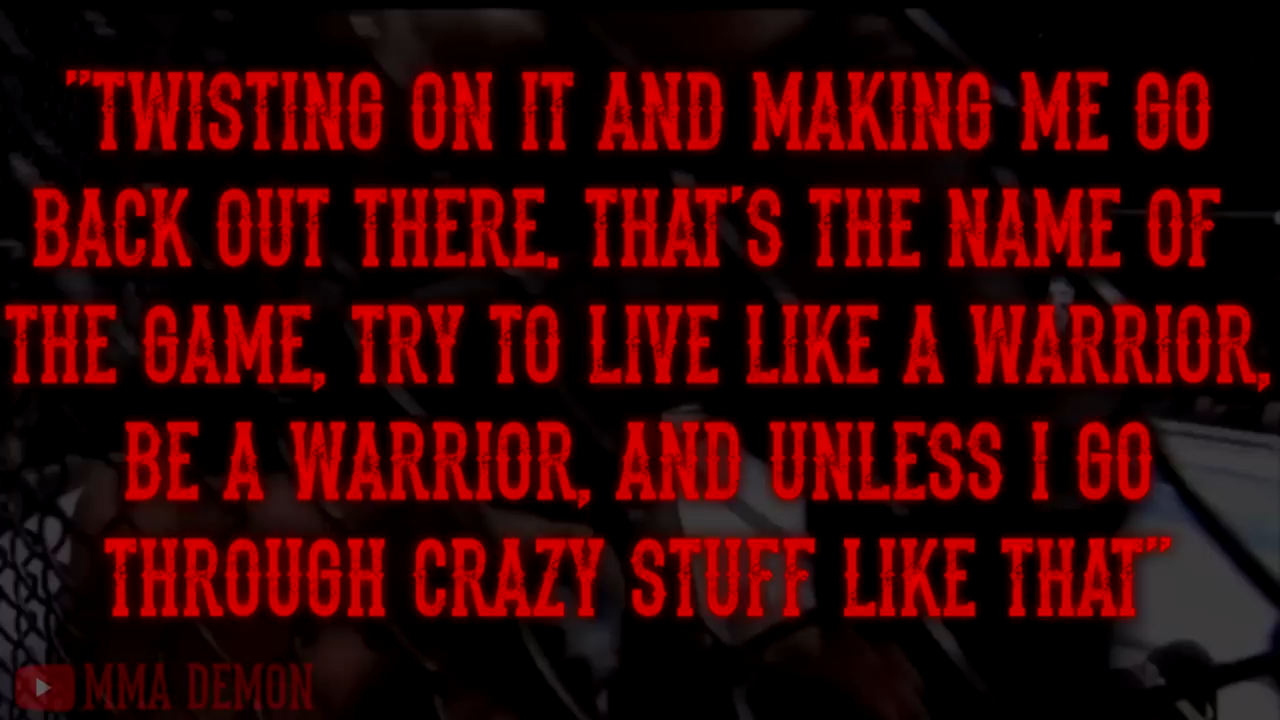 "TWISTING ON IT AND MAKING ME GO
BACK OUT THERE. THAT'S THE NAME OF
THE GAME, TRY TO LIVE LIKE A WARRIOR,
BE A WARRIOR, AND UNLESS I GO
THROUGH CRAZY STUFF LIKE THAT"
MMA DEMON